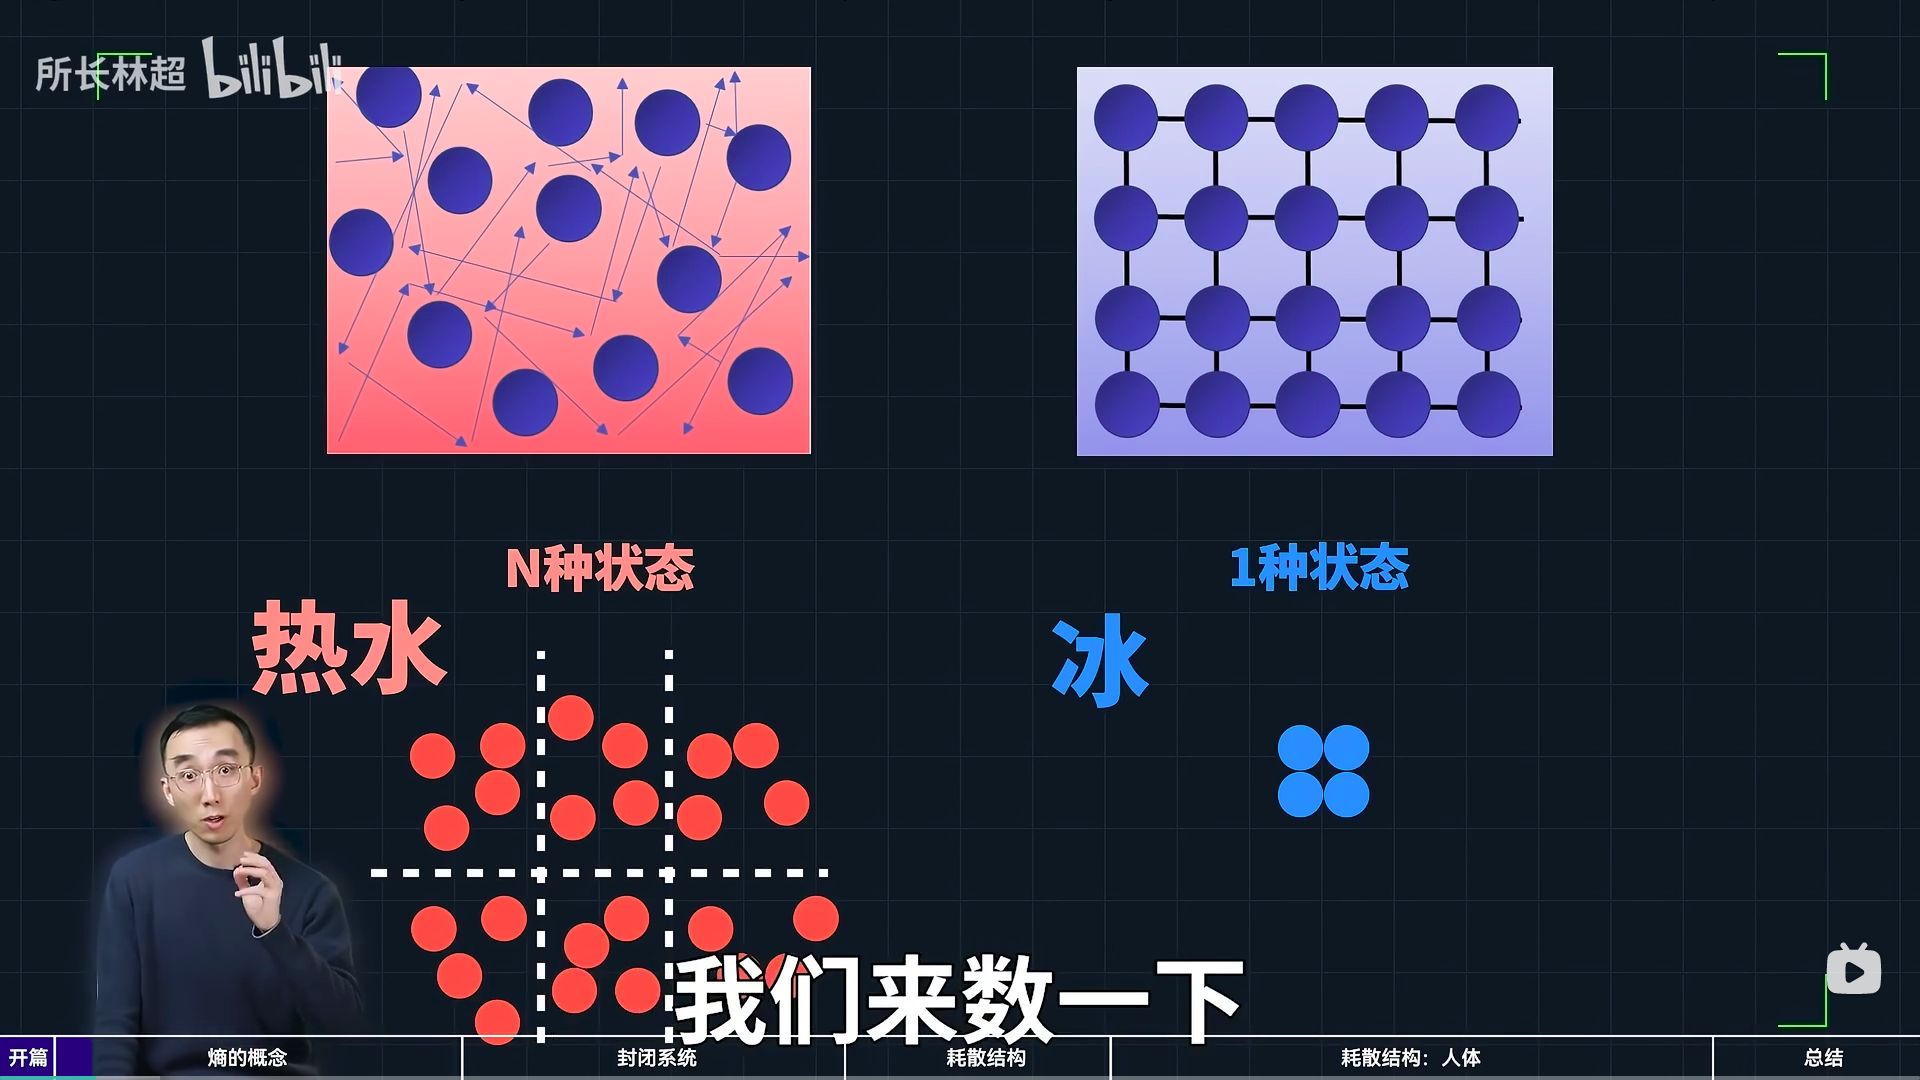 所长林超 bilibili
N种状态
1种状态
热水
冰
我们来数一下
开篇
熵的概念
封闭系统
耗散结构
耗散结构：人体
总结